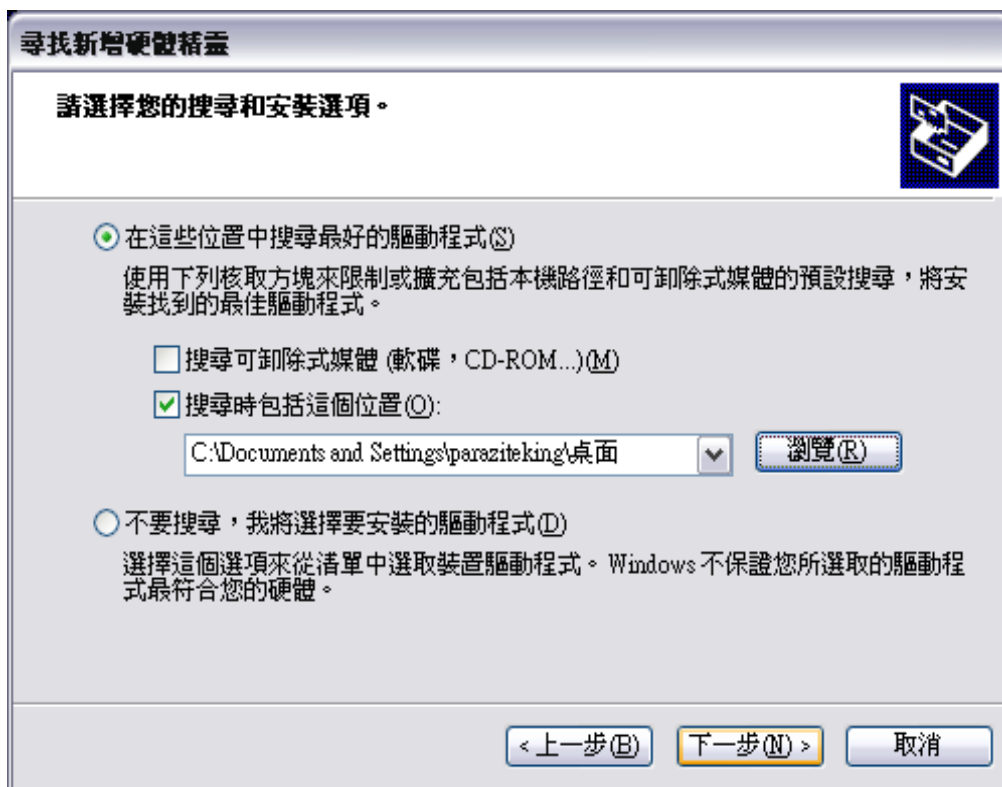 尋找新增硬體精靈
請選擇您的搜尋和安裝選項。
在這些位置中搜尋最好的驅動程式(S)
使用下列核取方塊來限制或擴充包括本機路徑和可卸除式媒體的預設搜尋,將安
裝找到的最佳驅動程式。
搜尋可卸除式媒體 (軟碟,CD-ROM...)(M)
搜尋時包括這個位置(O):
C:\Documents and Settings\paraziteking\桌面
瀏覽(R)
不要搜尋,我將選擇要安裝的驅動程式(D)
選擇這個選項來從清單中選取裝置驅動程式。Windows 不保證您所選取的驅動程
式最符合您的硬體。
< 上一步(B)
下一步(N) >
取消